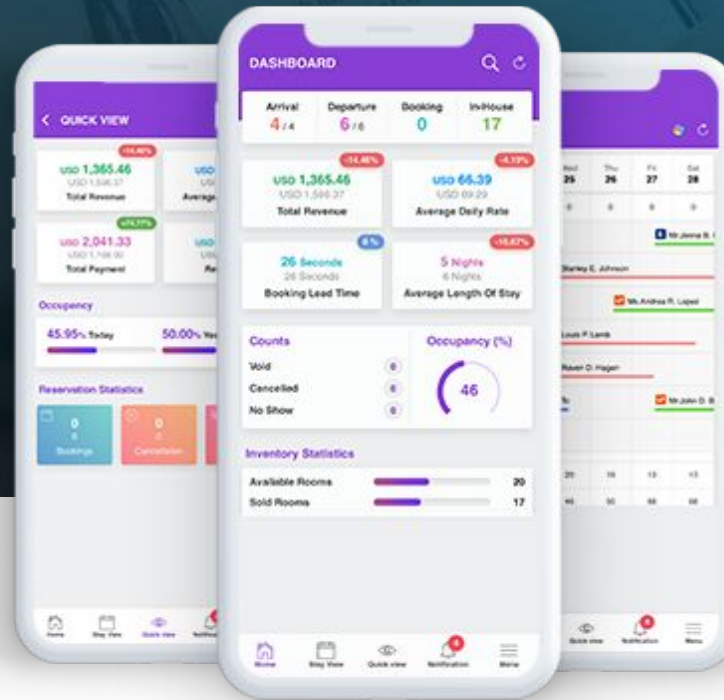 QUICK VIEW
-14.46%
USD 1,365.46
USD 1,596.37
Total Revenue
USD
Average
+74.77%
USD 2,041.33
Total Payment
USD
Occupancy
45.95% Today
50.00%
Reservation Statistics
0
0
Bookings
0
Cancellation
Home
Stay View
Quick view
DASHBOARD
Arrival
Departure
Booking
In-House
4 / 4
6 / 6
0
17
-14.46%
USD 1,365.46
USD 1,596.37
Total Revenue
-4.19%
USD 66.39
USD 69.29
Average Daily Rate
0 %
26 Seconds
26 Seconds
Booking Lead Time
-16.67%
5 Nights
6 Nights
Average Length Of Stay
Counts
Void
Cancelled
No Show
Occupancy (%)
46
Inventory Statistics
Available Rooms
20
Sold Rooms
17
Home
Stay View
Quick view
Notification
Menu
Wed
Thu
Fri
Sat
25
26
27
28
Stanley E. Johnson
Ms.Andrea R. Lopez
Louis P. Lamb
Raven D. Hagen
Mr.John D. B
20
Quick view
Notification
Menu